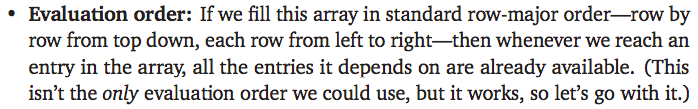 • Evaluation order: If we fill this array in standard row-major order—row by
row from top down, each row from left to right—then whenever we reach an
entry in the array, all the entries it depends on are already available. (This
isn't the only evaluation order we could use, but it works, so let's go with it.)